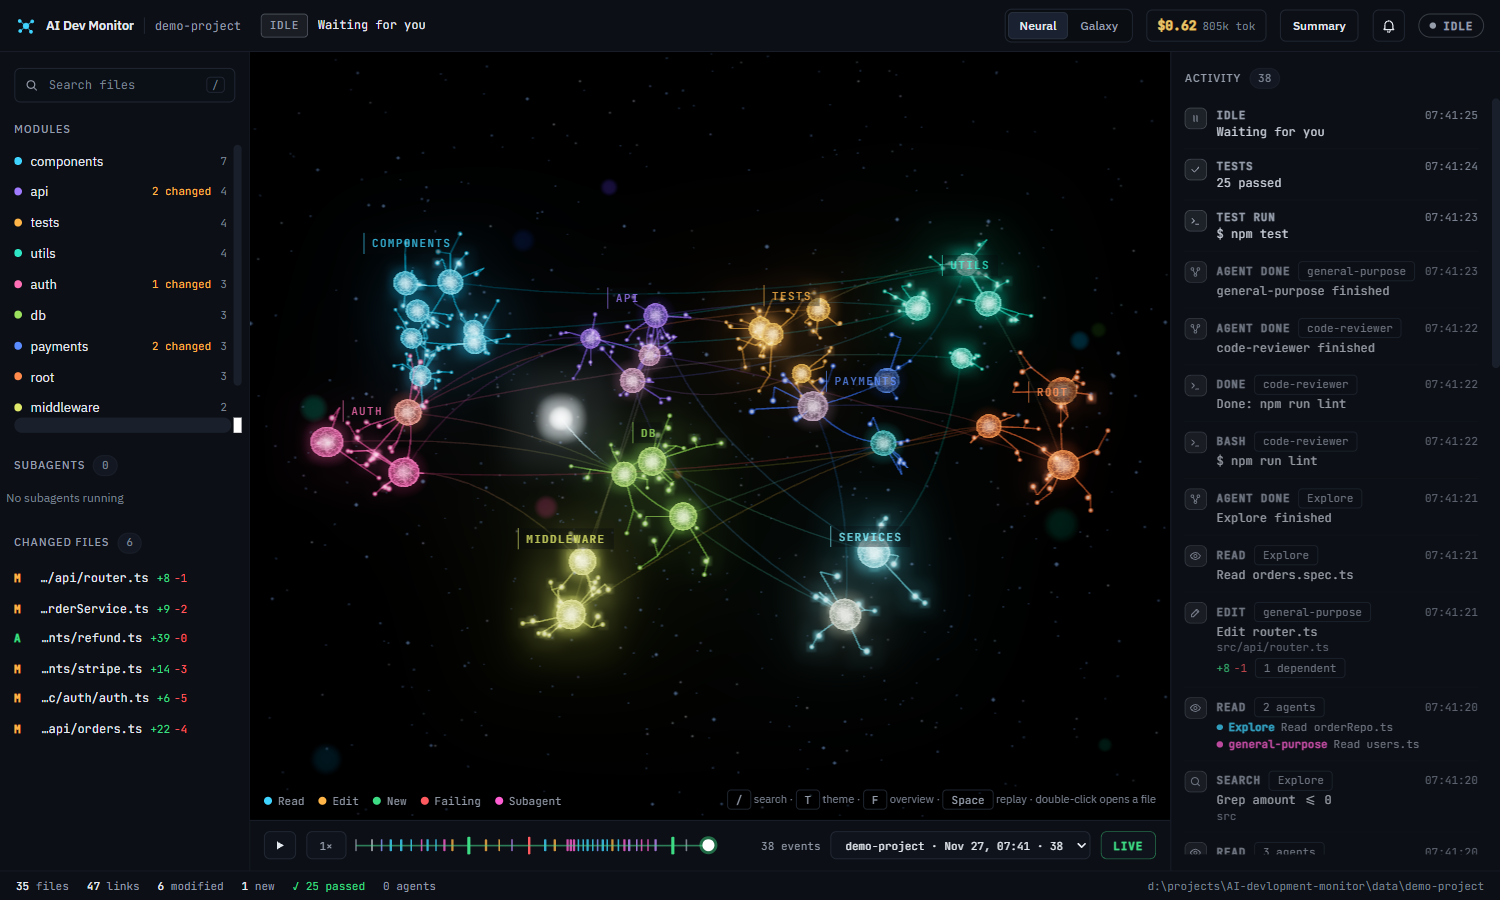 AI Dev Monitor demo-project IDLE Waiting for you Neural Galaxy $0.62 805k tok Summary IDLE
Search files /
MODULES
components 7
api 2 changed 4
tests 4
utils 4
auth 1 changed 3
db 3
payments 2 changed 3
root 3
middleware 2
SUBAGENTS 0
No subagents running
CHANGED FILES 6
M …/api/router.ts +8 -1
M …rderService.ts +9 -2
A …nts/refund.ts +39 -0
M …nts/stripe.ts +14 -3
M …c/auth/auth.ts +6 -5
M …api/orders.ts +22 -4
COMPONENTS
UTILS
API
TESTS
PAYMENTS
ROOT
AUTH
DB
MIDDLEWARE
SERVICES
Read Edit New Failing Subagent
/ search · T theme · F overview · Space replay · double-click opens a file
1× 38 events demo-project · Nov 27, 07:41 · 38 LIVE
ACTIVITY 38
IDLE 07:41:25
Waiting for you
TESTS 07:41:24
25 passed
TEST RUN 07:41:23
$ npm test
AGENT DONE general-purpose 07:41:23
general-purpose finished
AGENT DONE code-reviewer 07:41:22
code-reviewer finished
DONE code-reviewer 07:41:22
Done: npm run lint
BASH code-reviewer 07:41:22
$ npm run lint
AGENT DONE Explore 07:41:21
Explore finished
READ Explore 07:41:21
Read orders.spec.ts
EDIT general-purpose 07:41:21
Edit router.ts
src/api/router.ts
+8 -1 1 dependent
READ 2 agents 07:41:20
Explore Read orderRepo.ts
general-purpose Read users.ts
SEARCH Explore 07:41:20
Grep amount <= 0
src
READ 3 agents 07:41:20
35 files 47 links 6 modified 1 new ✓ 25 passed 0 agents d:\projects\AI-devlopment-monitor\data\demo-project